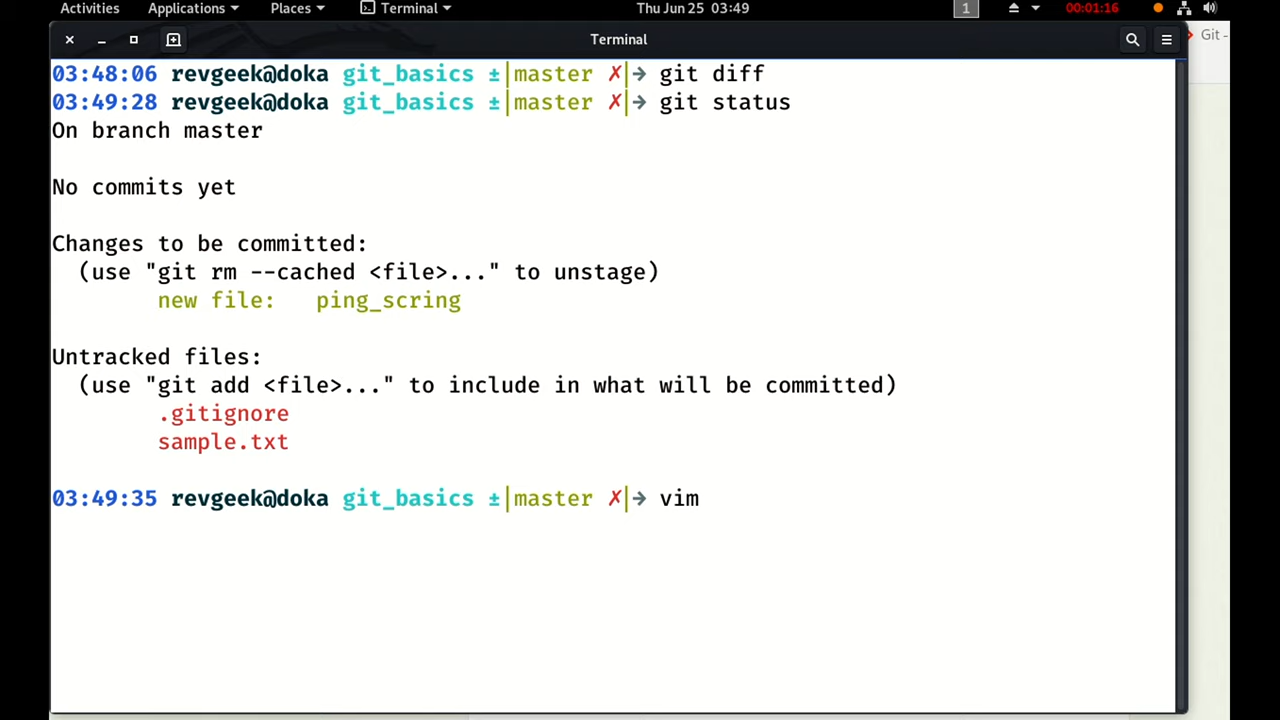 Activities Applications Places Terminal Thu Jun 25 03:49 1 00:01:16
Terminal
Git -
03:48:06 revgeek@doka git_basics ±|master ✗|→ git diff
03:49:28 revgeek@doka git_basics ±|master ✗|→ git status
On branch master
No commits yet
Changes to be committed:
(use "git rm --cached <file>..." to unstage)
new file: ping_scring
Untracked files:
(use "git add <file>..." to include in what will be committed)
.gitignore
sample.txt
03:49:35 revgeek@doka git_basics ±|master ✗|→ vim